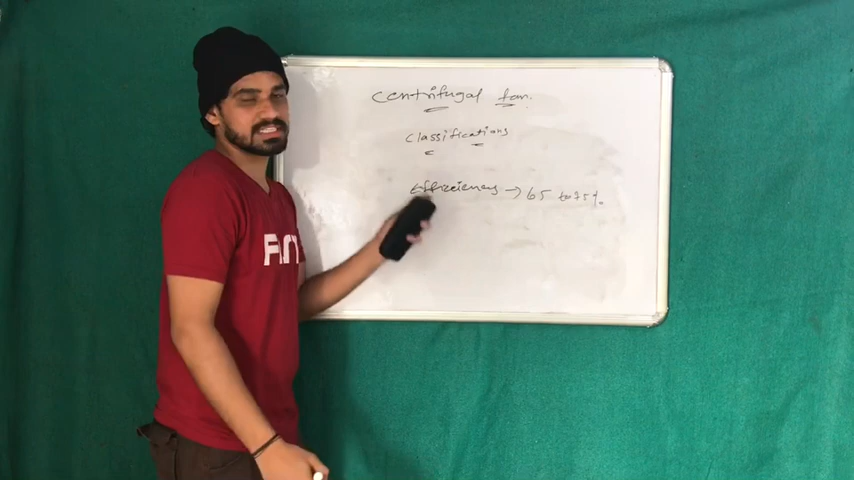 Centrifugal fan.
Classifications
Efficiency → 65 to 75%